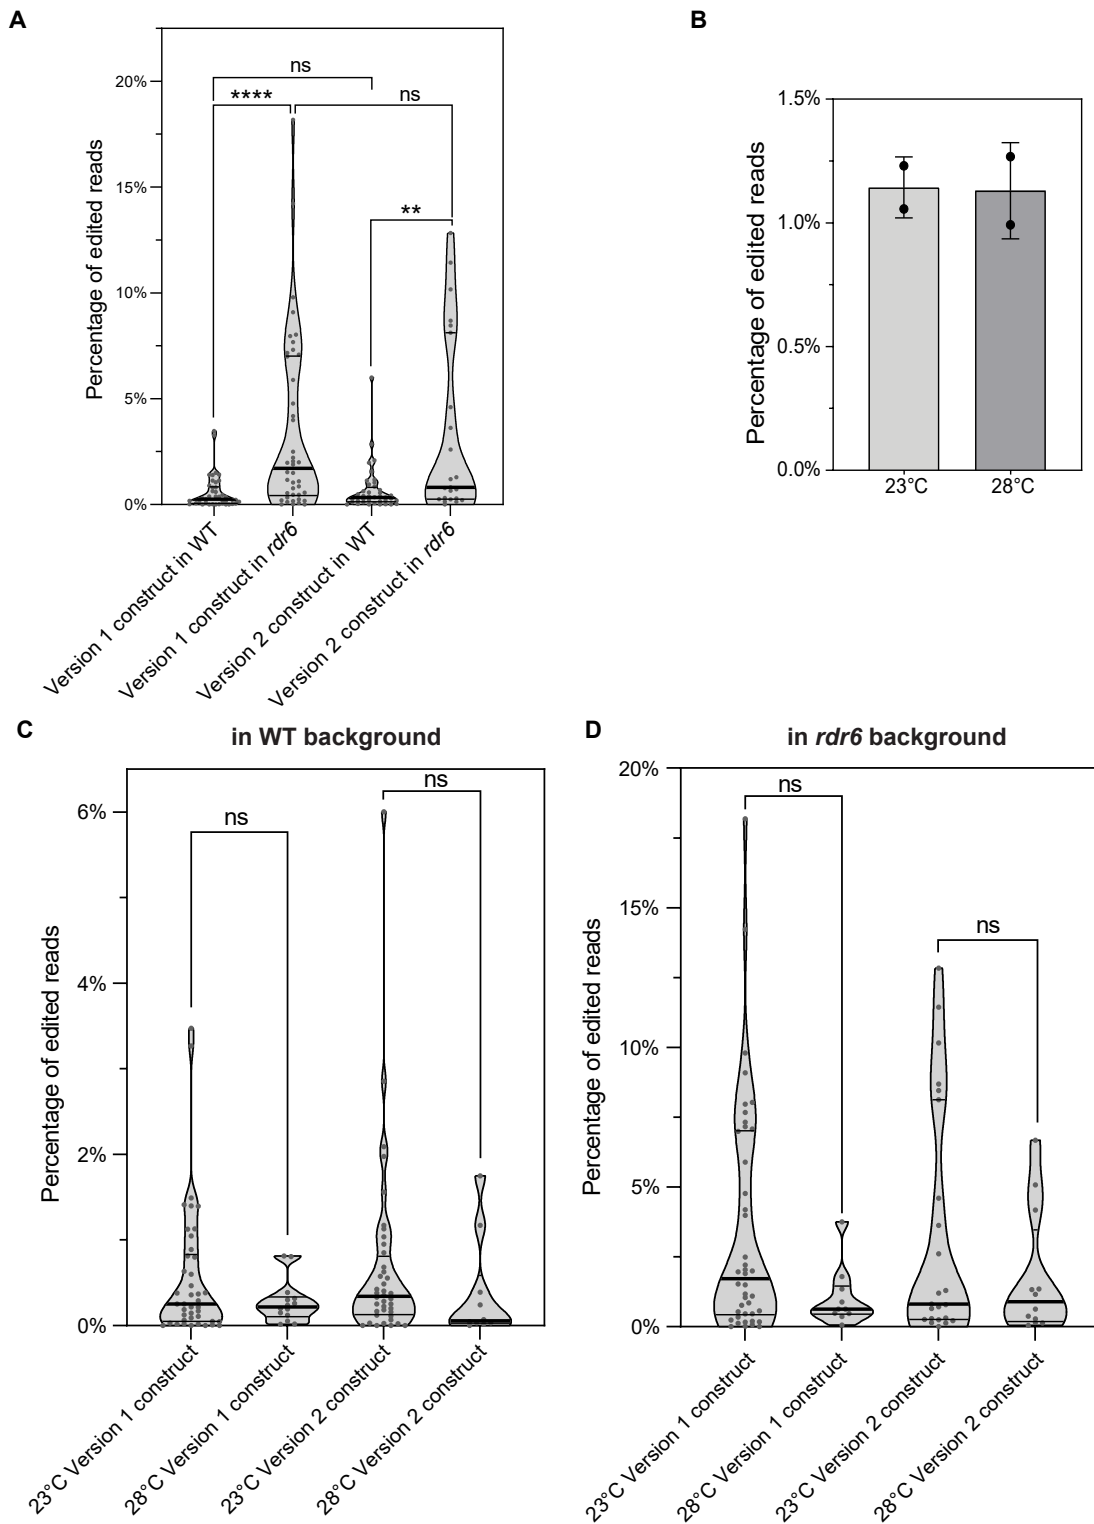 A
Percentage of edited reads
20%
15%
10%
5%
0%
ns
****
ns
**
Version 1 construct in WT
Version 1 construct in rdr6
Version 2 construct in WT
Version 2 construct in rdr6
B
Percentage of edited reads
1.5%
1.0%
0.5%
0.0%
23°C
28°C
C
in WT background
Percentage of edited reads
6%
4%
2%
0%
ns
ns
23°C Version 1 construct
28°C Version 1 construct
23°C Version 2 construct
28°C Version 2 construct
D
in rdr6 background
Percentage of edited reads
20%
15%
10%
5%
0%
ns
ns
23°C Version 1 construct
28°C Version 1 construct
23°C Version 2 construct
28°C Version 2 construct